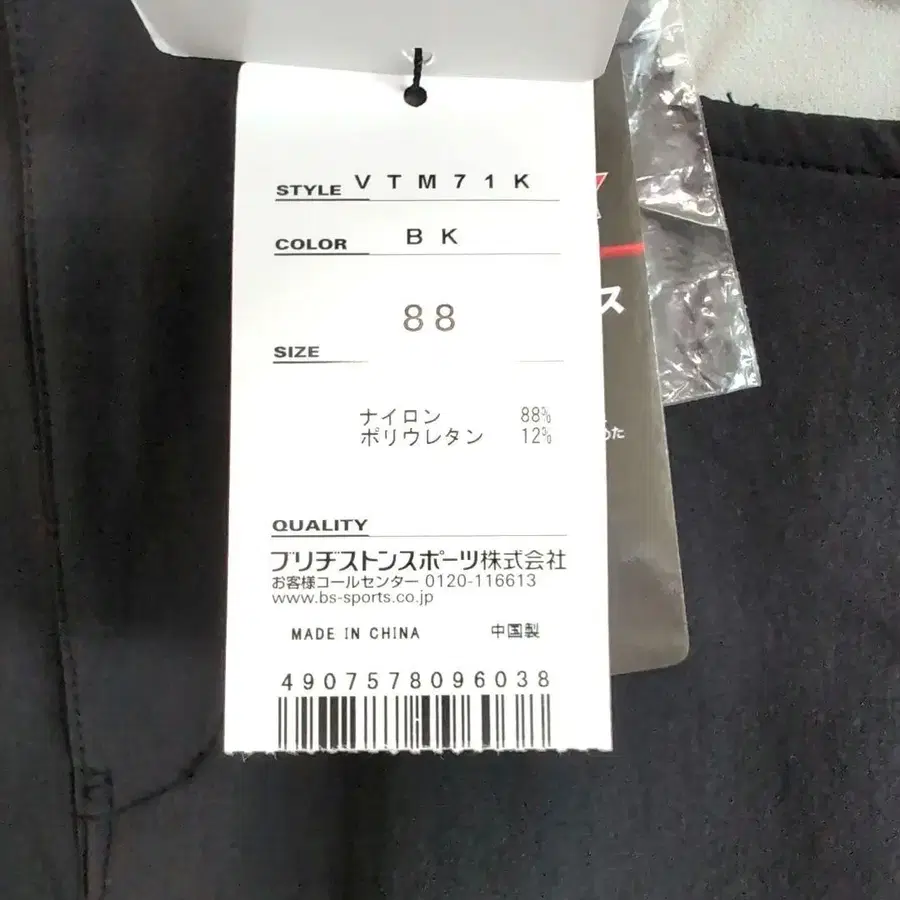 STYLE VTM71K
COLOR BK
88
SIZE
ナイロン 88%
ポリウレタン 12%
QUALITY
ブリヂストンスポーツ株式会社
お客様コールセンター 0120-116613
www.bs-sports.co.jp
MADE IN CHINA 中国製
4907578096038
ス
た